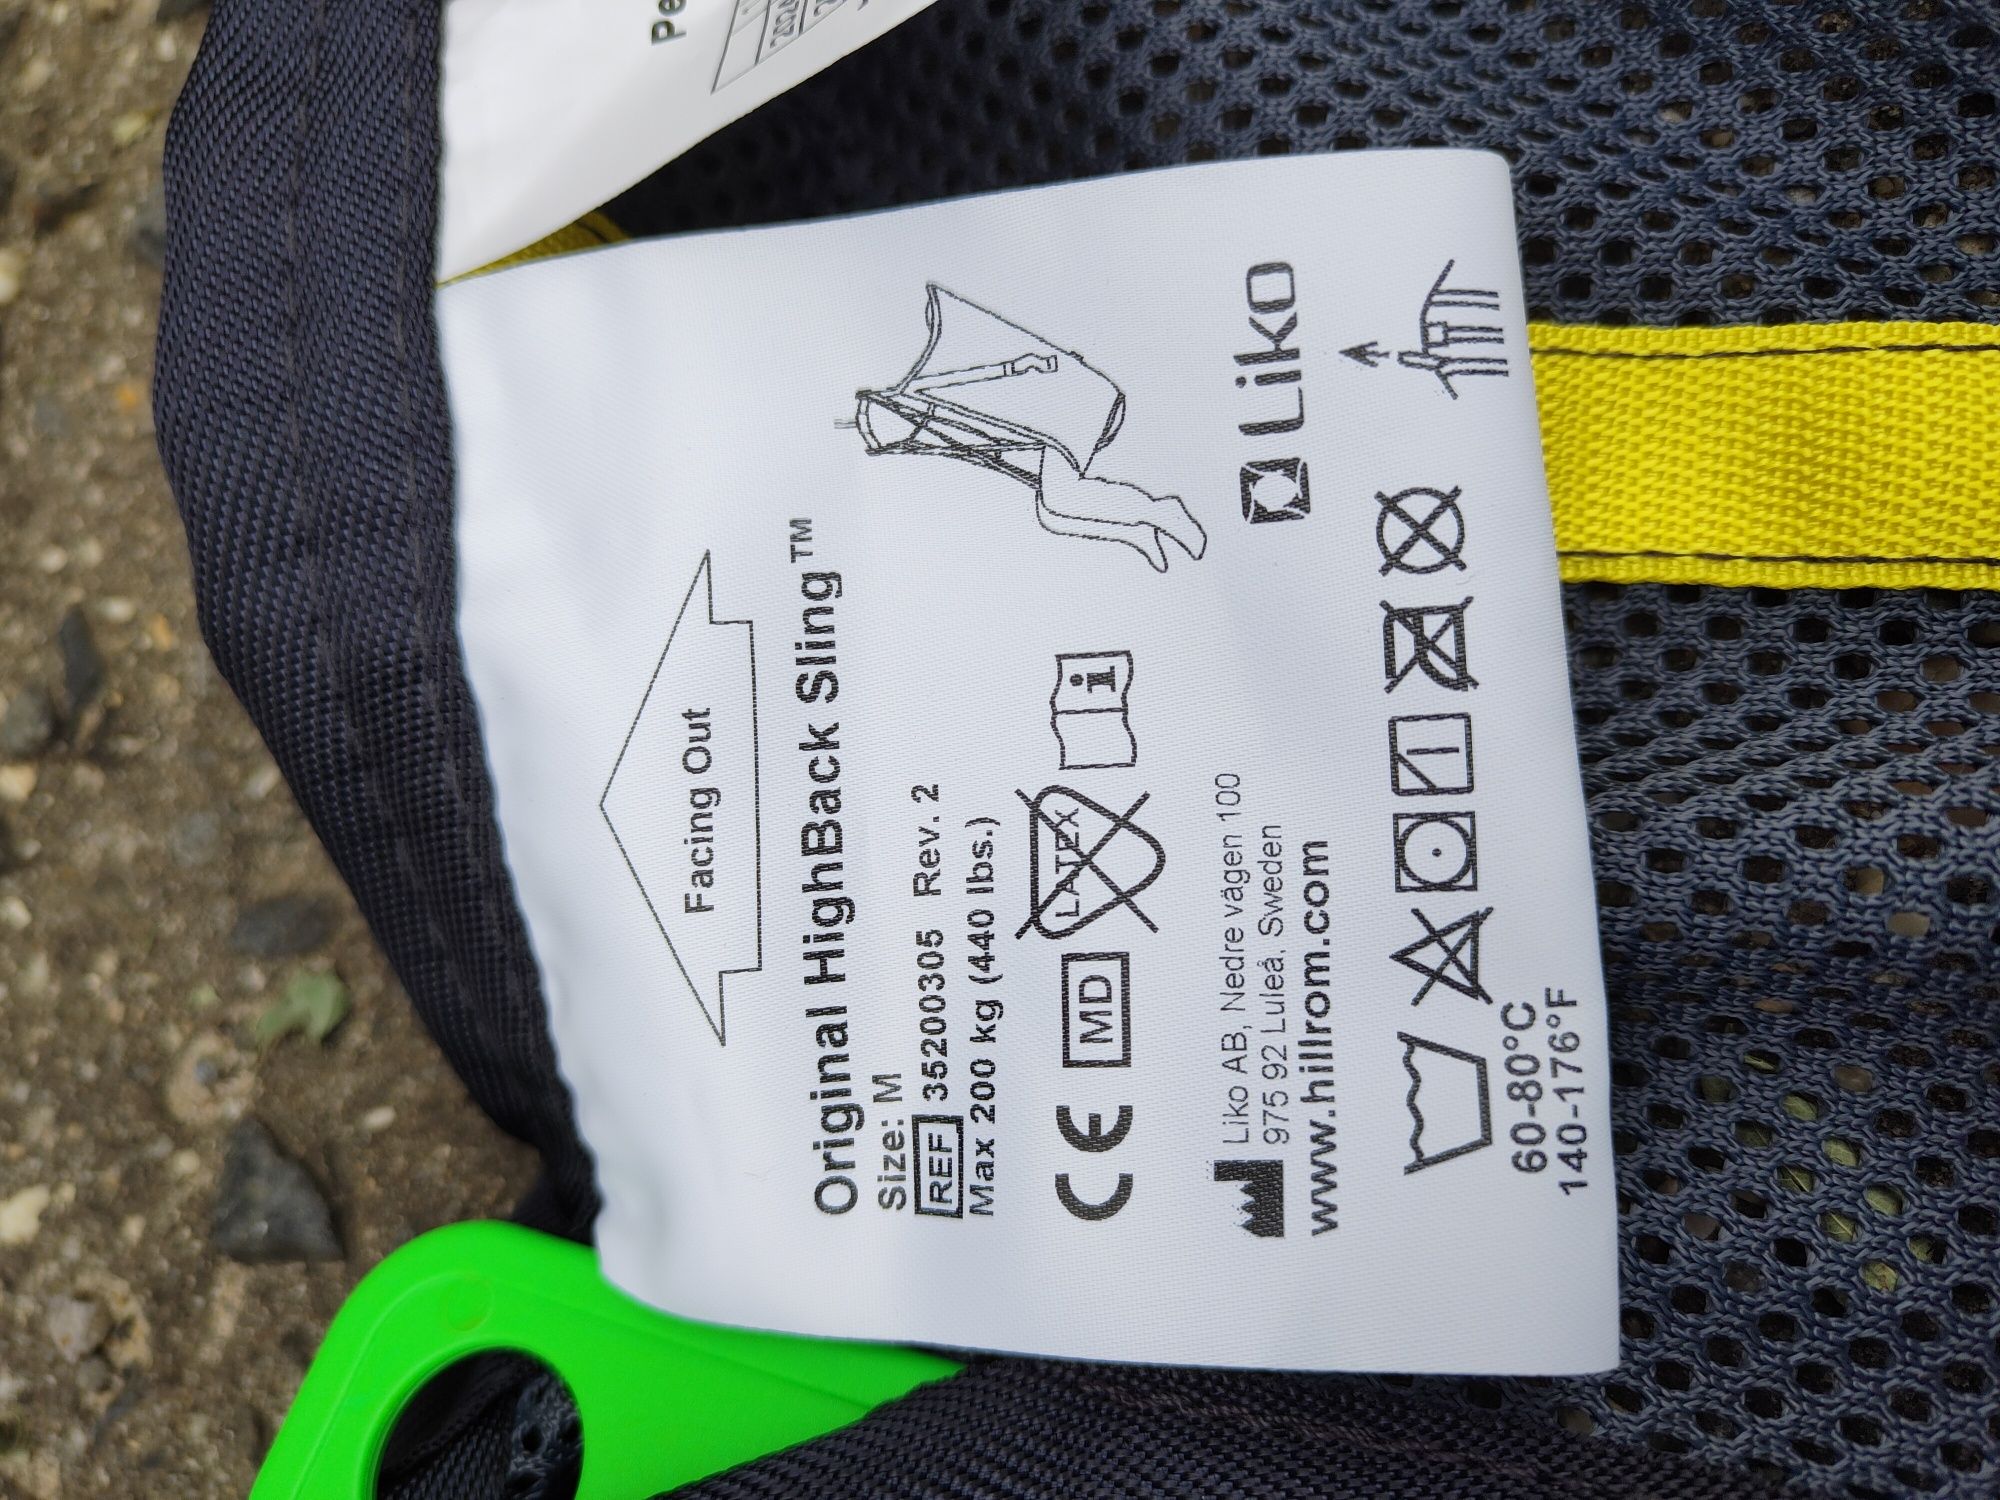 Facing Out
Original HighBack Sling™
Size: M
REF 35200305 Rev. 2
Max 200 kg (440 lbs.)
CE MD LATEX i
Liko AB, Nedre vägen 100
975 92 Luleå, Sweden
www.hillrom.com
Liko
60-80°C
140-176°F